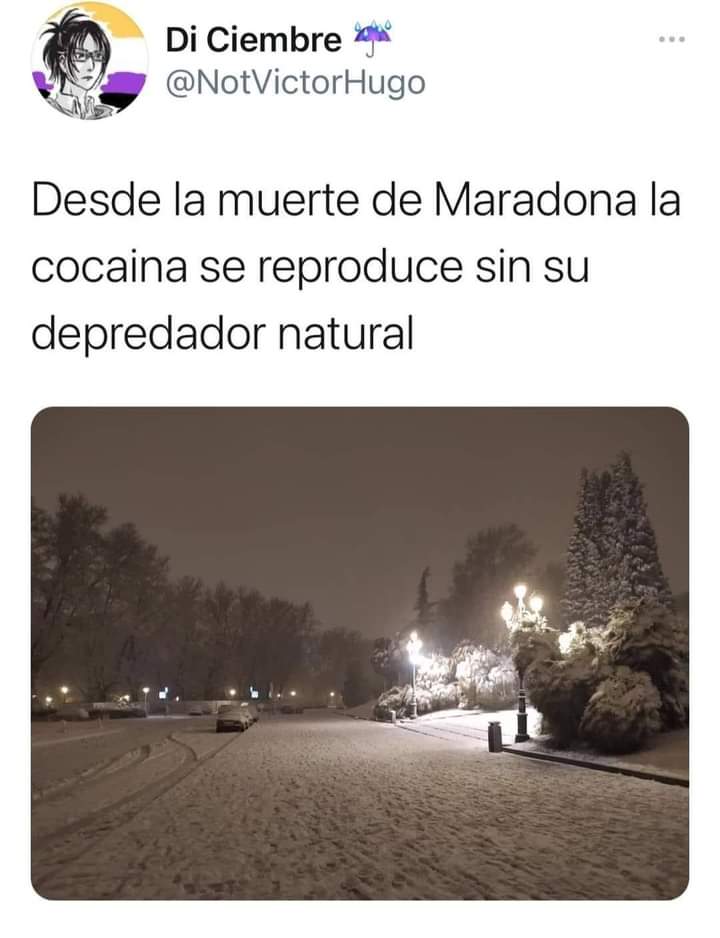 Di Ciembre ☔
@NotVictorHugo
Desde la muerte de Maradona la
cocaina se reproduce sin su
depredador natural